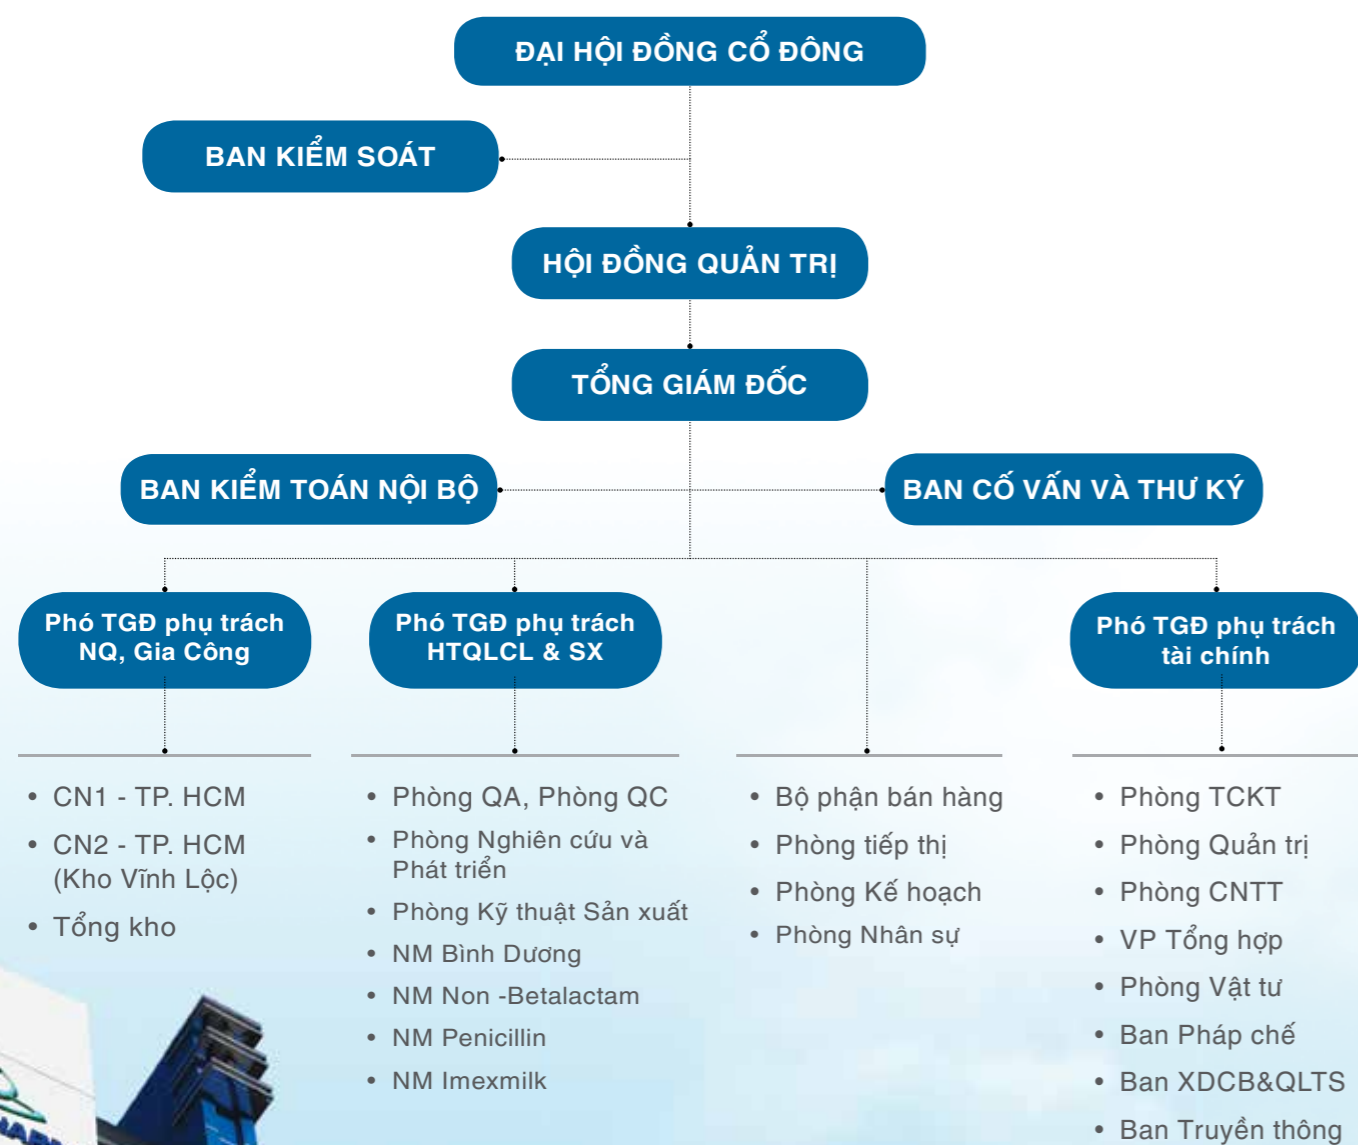 ĐẠI HỘI ĐỒNG CỔ ĐÔNG
BAN KIỂM SOÁT
HỘI ĐỒNG QUẢN TRỊ
TỔNG GIÁM ĐỐC
BAN KIỂM TOÁN NỘI BỘ
BAN CỐ VẤN VÀ THƯ KÝ
Phó TGĐ phụ trách
NQ, Gia Công
Phó TGĐ phụ trách
HTQLCL & SX
Phó TGĐ phụ trách
tài chính
• CN1 - TP. HCM
• CN2 - TP. HCM
(Kho Vĩnh Lộc)
• Tổng kho
• Phòng QA, Phòng QC
• Phòng Nghiên cứu và
Phát triển
• Phòng Kỹ thuật Sản xuất
• NM Bình Dương
• NM Non -Betalactam
• NM Penicillin
• NM Imexmilk
• Bộ phận bán hàng
• Phòng tiếp thị
• Phòng Kế hoạch
• Phòng Nhân sự
• Phòng TCKT
• Phòng Quản trị
• Phòng CNTT
• VP Tổng hợp
• Phòng Vật tư
• Ban Pháp chế
• Ban XDCB&QLTS
• Ban Truyền thông